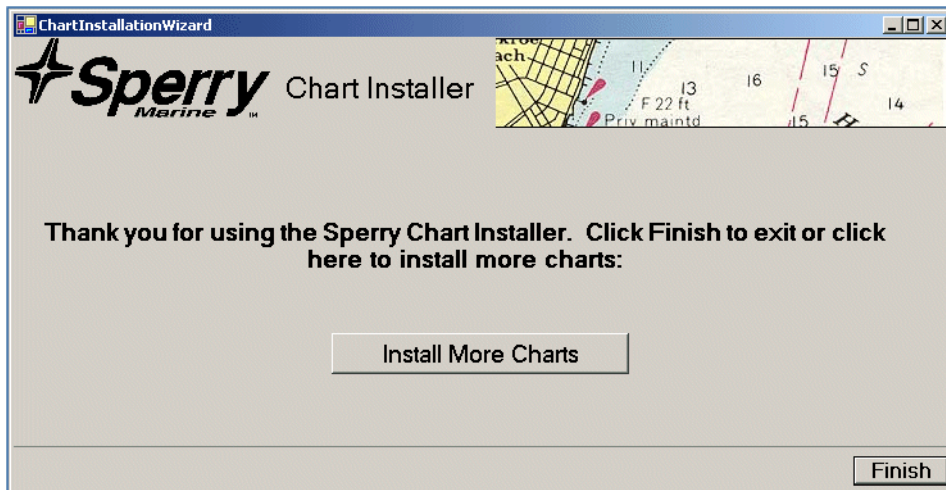 ChartInstallationWizard
Sperry
Marine
Chart Installer
ach
11
13
16
15
S
F 22 ft
14
Priv maintd
15
H
Thank you for using the Sperry Chart Installer. Click Finish to exit or click
here to install more charts:
Install More Charts
Finish